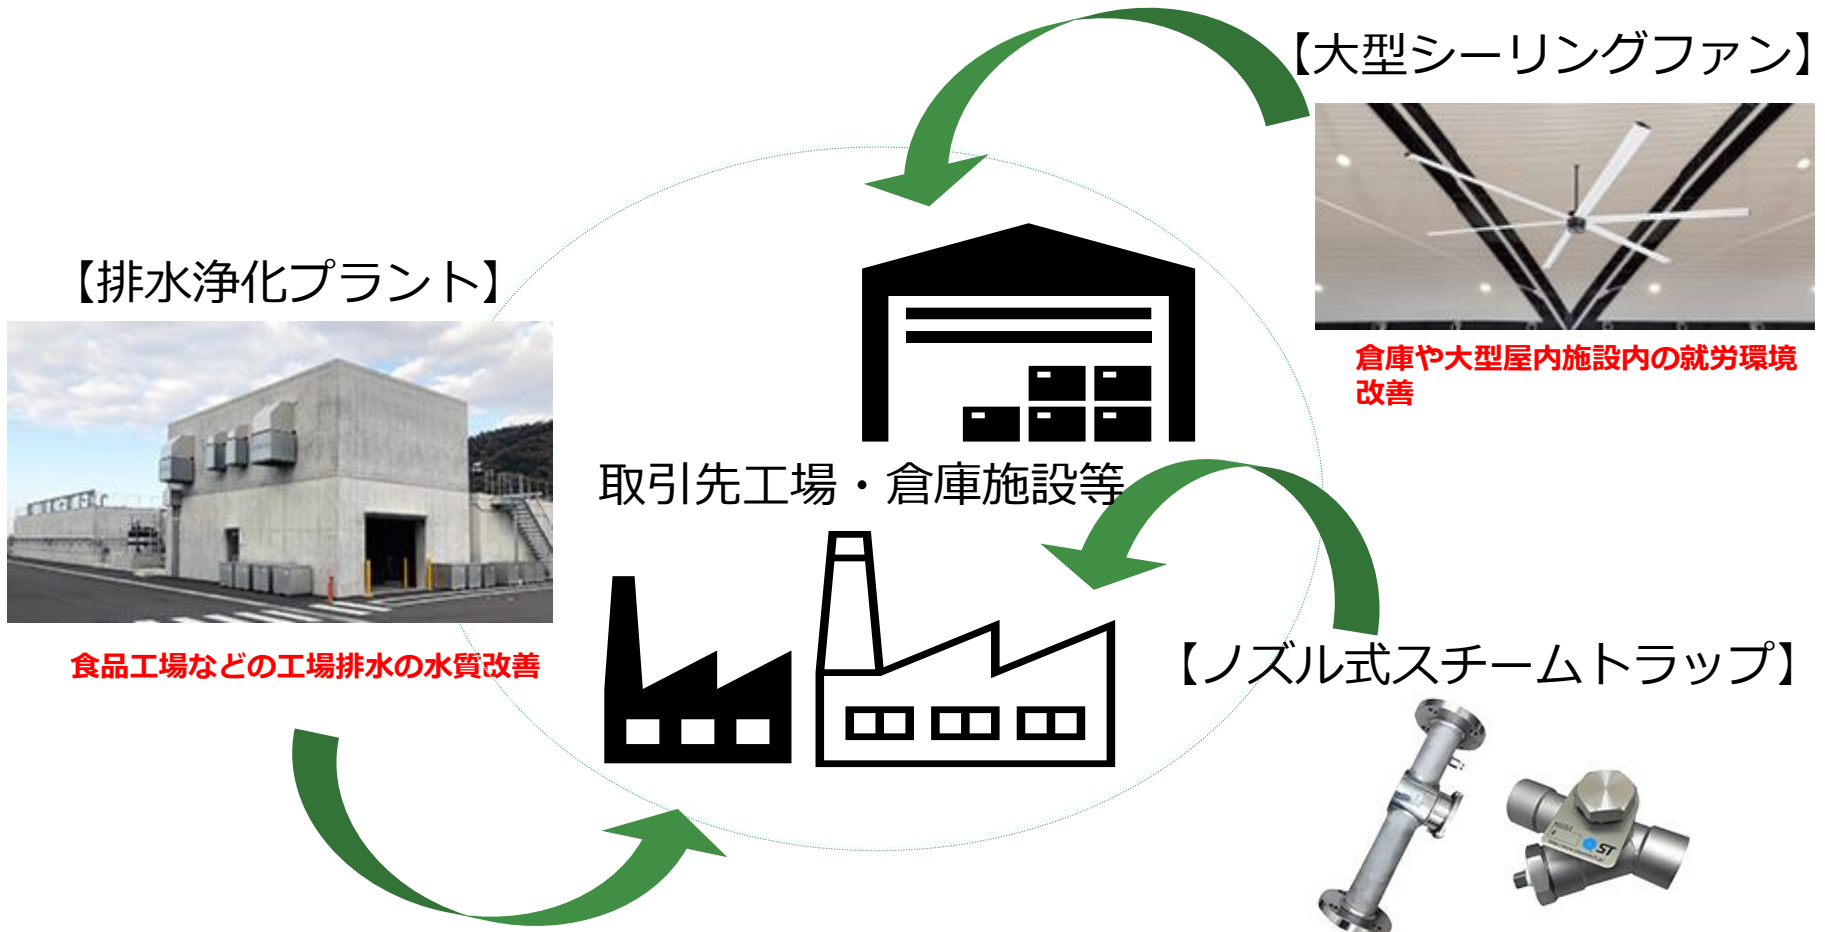 【大型シーリングファン】
倉庫や大型屋内施設内の就労環境
改善
【排水浄化プラント】
食品工場などの工場排水の水質改善
取引先工場・倉庫施設等
【ノズル式スチームトラップ】
ST